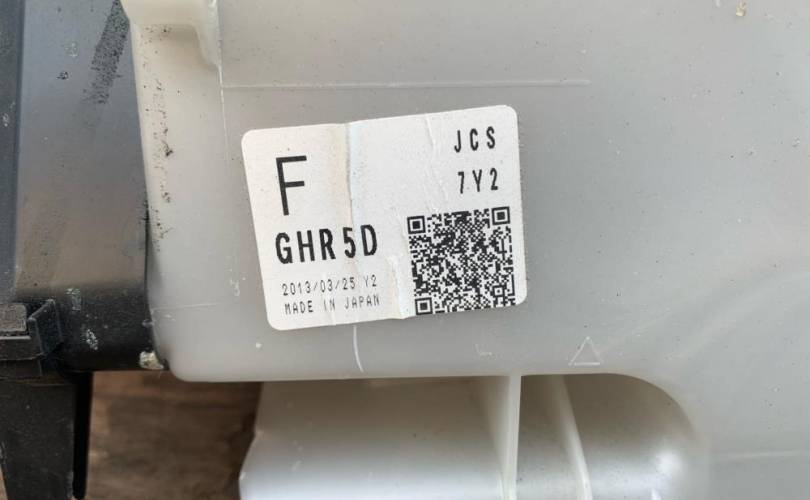 F
JCS
7Y2
GHR5D
2013/03/25 Y2
MADE IN JAPAN